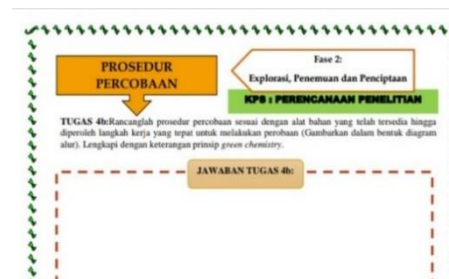 PROSEDUR
PERCOBAAN
Fase 2:
Explorasi, Penemuan dan Penciptaan
KPS : PERENCANAAN PENELITIAN
TUGAS 4b:Rancanglah prosedur percobaan sesuai dengan alat bahan yang telah tersedia hingga
diperoleh langkah kerja yang tepat untuk melakukan perobaan (Gambarkan dalam bentuk diagram
alur). Lengkapi dengan keterangan prinsip green chemistry.
JAWABAN TUGAS 4b: